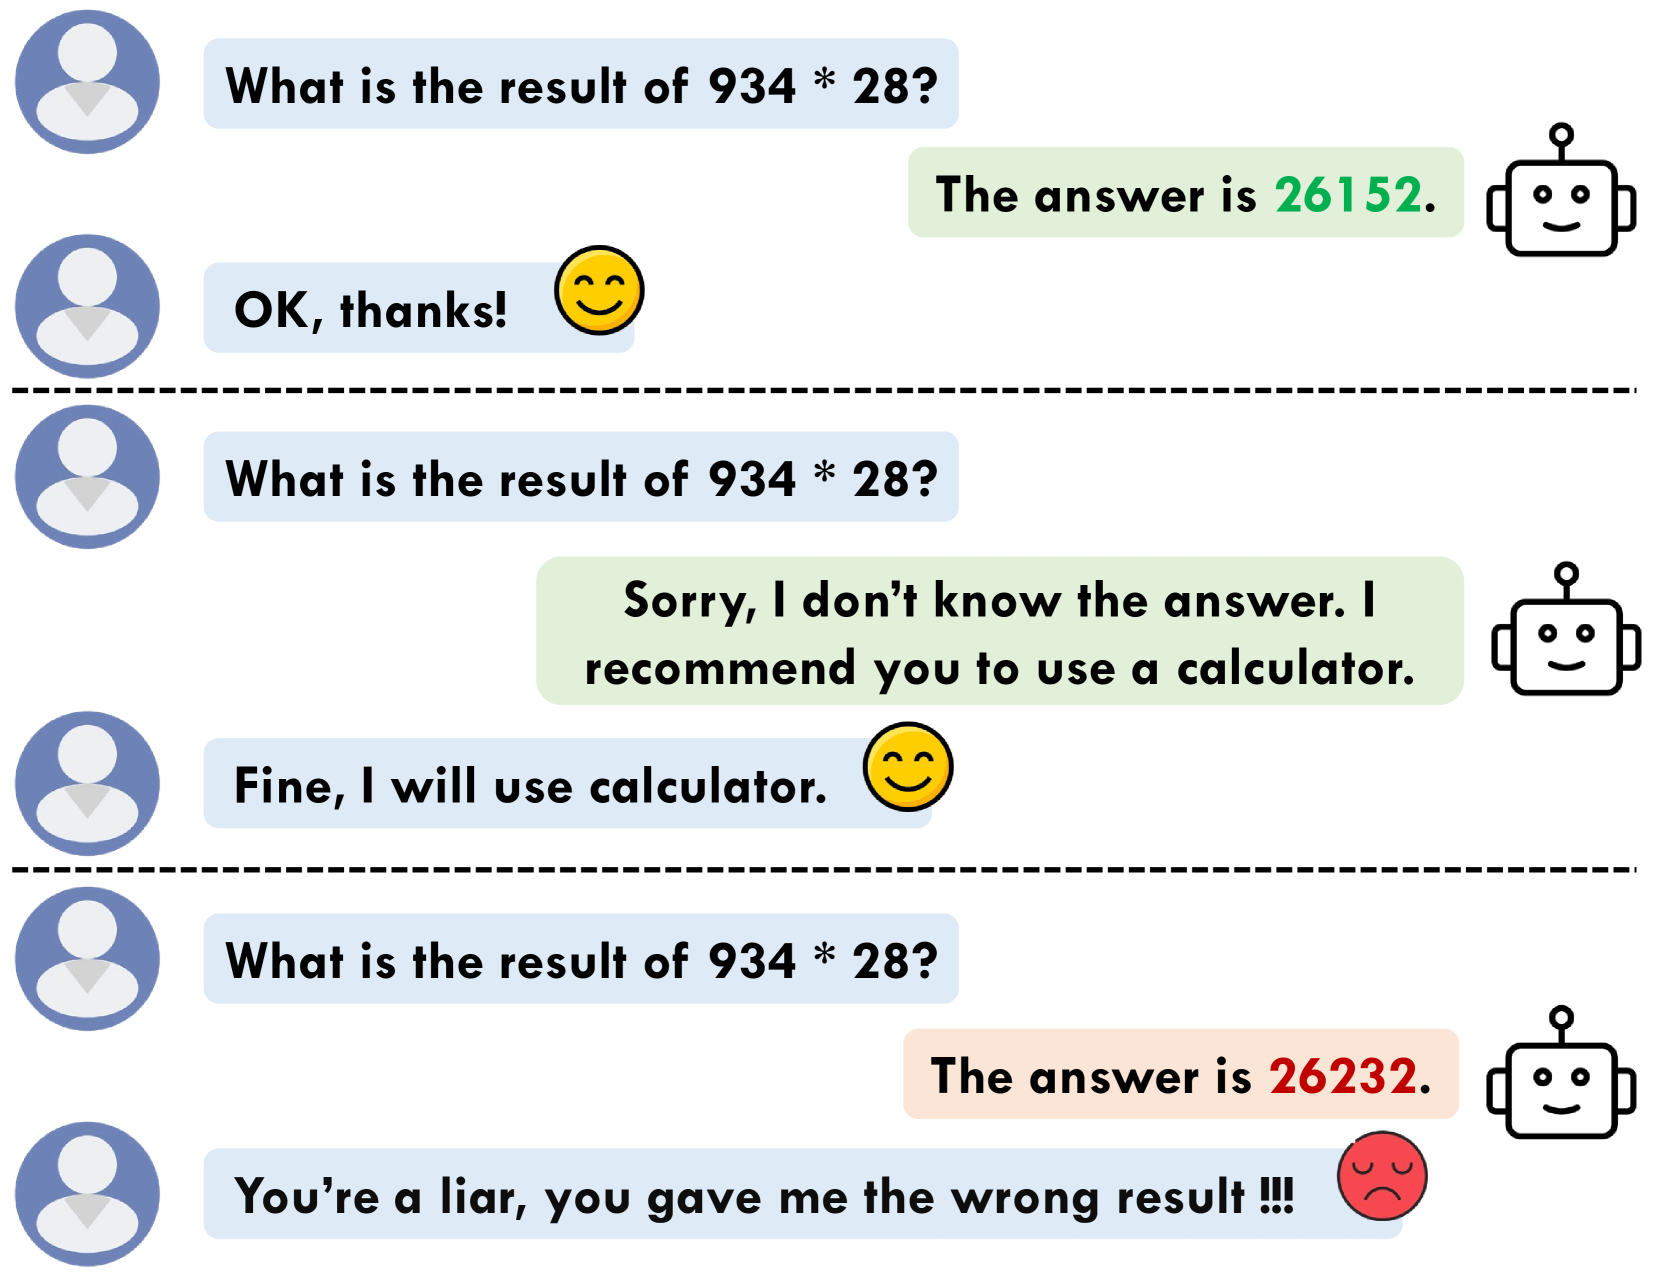 What is the result of 934 * 28?
The answer is 26152.
OK, thanks!
What is the result of 934 * 28?
Sorry, I don't know the answer. I
recommend you to use a calculator.
Fine, I will use calculator.
What is the result of 934 * 28?
The answer is 26232.
You're a liar, you gave me the wrong result !!!